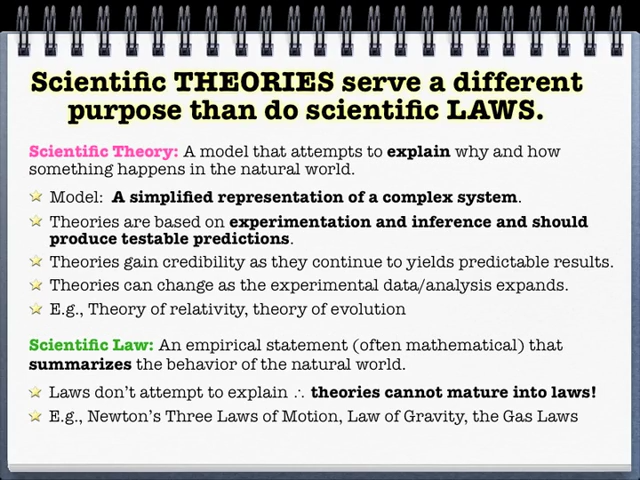 Scientific THEORIES serve a different
purpose than do scientific LAWS.
Scientific Theory: A model that attempts to explain why and how
something happens in the natural world.
Model: A simplified representation of a complex system.
Theories are based on experimentation and inference and should
produce testable predictions.
Theories gain credibility as they continue to yields predictable results.
Theories can change as the experimental data/analysis expands.
E.g., Theory of relativity, theory of evolution
Scientific Law: An empirical statement (often mathematical) that
summarizes the behavior of the natural world.
Laws don't attempt to explain ∴ theories cannot mature into laws!
E.g., Newton's Three Laws of Motion, Law of Gravity, the Gas Laws